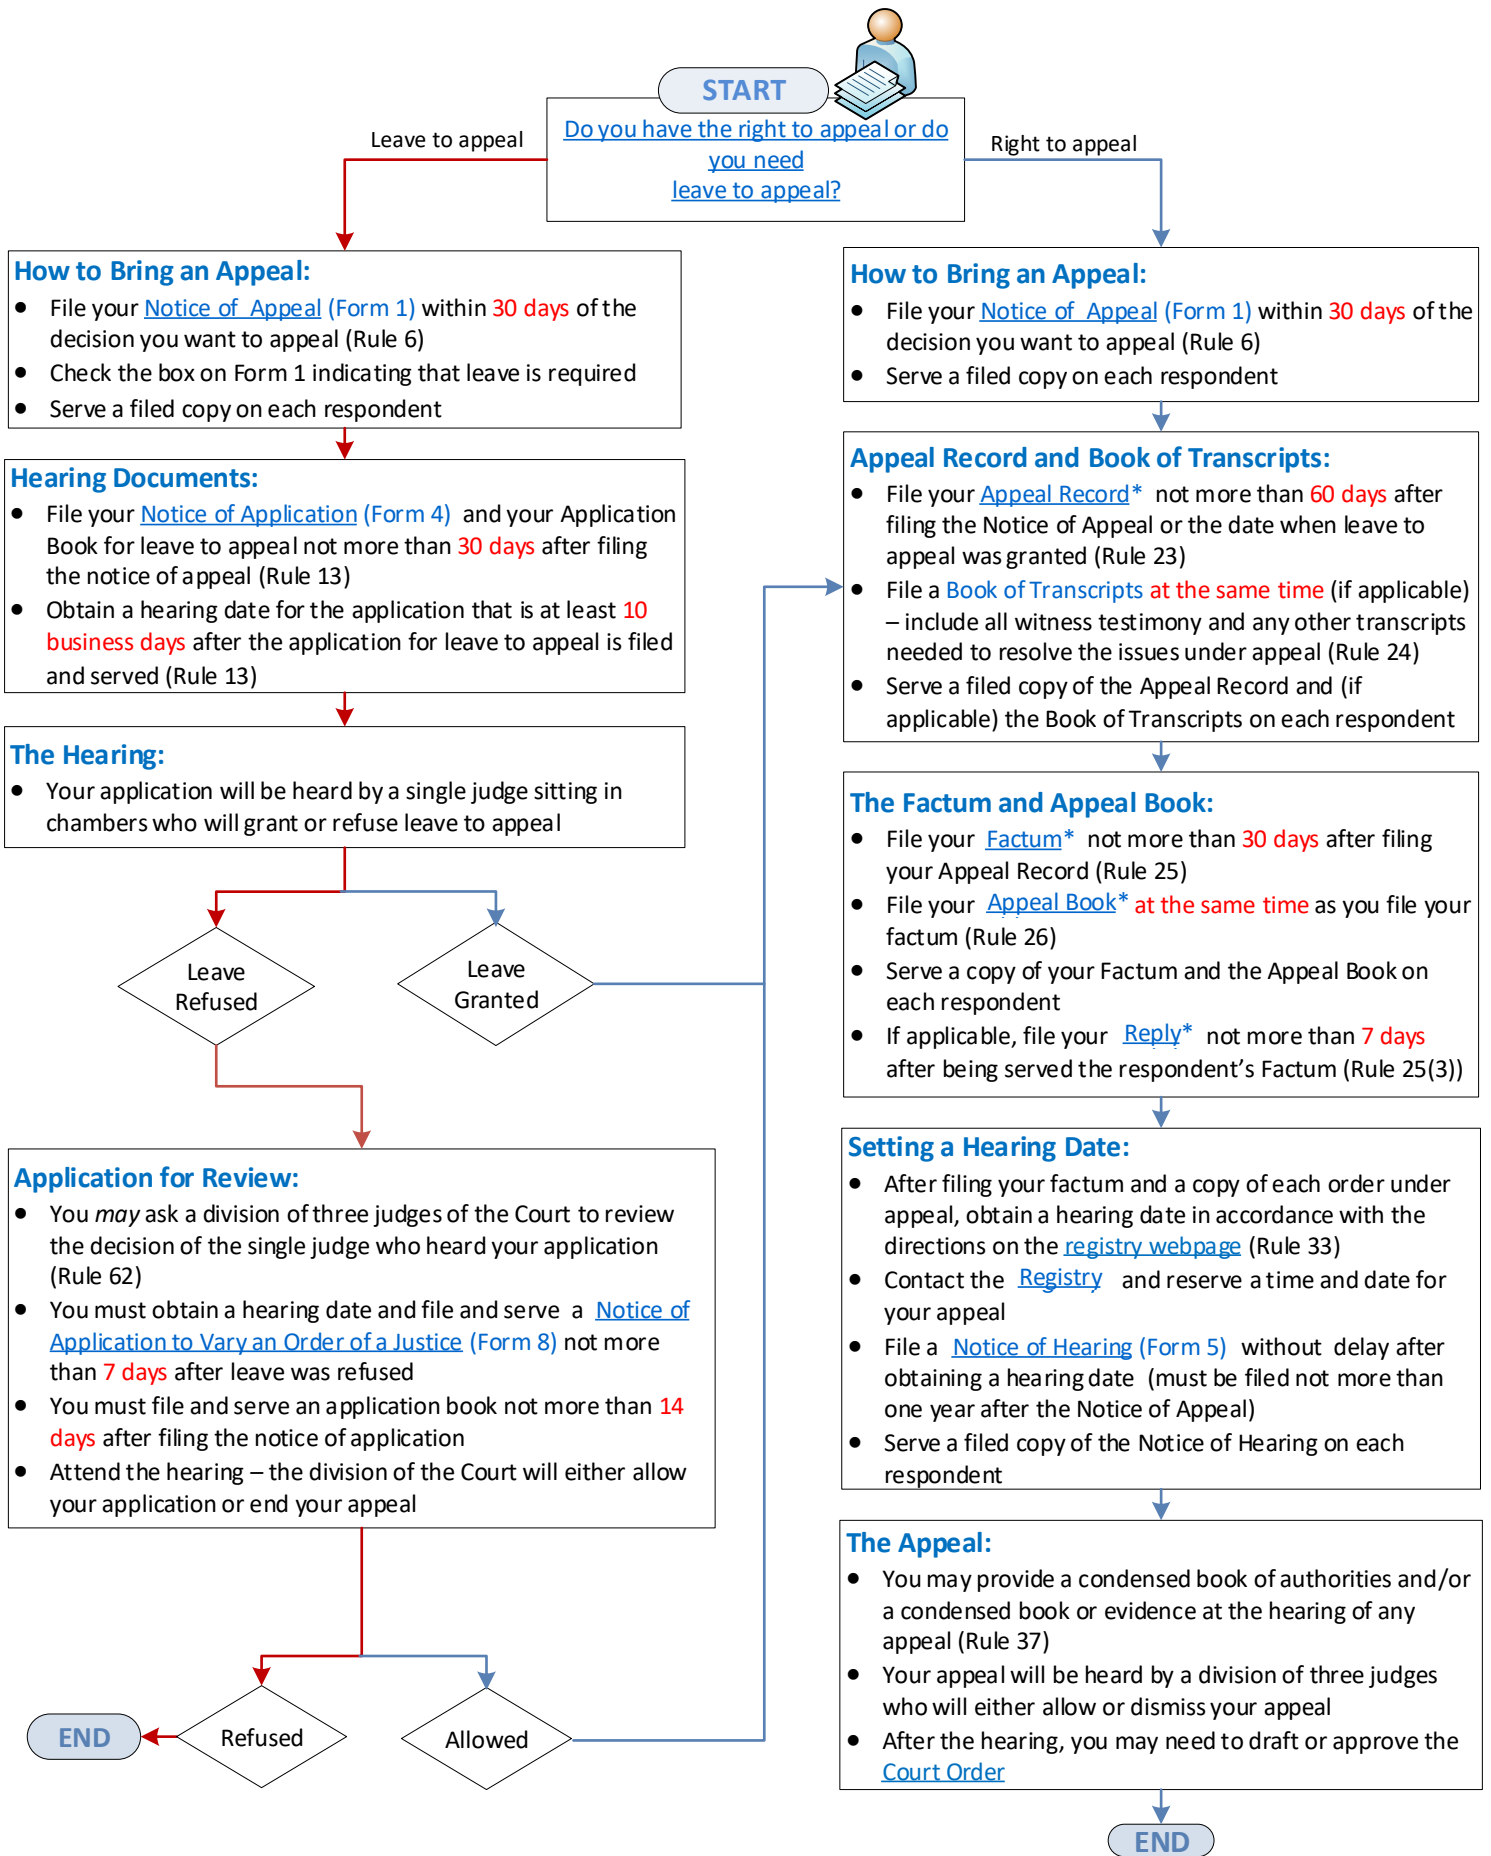 START
Do you have the right to appeal or do
you need
leave to appeal?
Leave to appeal
Right to appeal
How to Bring an Appeal:
• File your Notice of Appeal (Form 1) within 30 days of the
decision you want to appeal (Rule 6)
• Check the box on Form 1 indicating that leave is required
• Serve a filed copy on each respondent
Hearing Documents:
• File your Notice of Application (Form 4) and your Application
Book for leave to appeal not more than 30 days after filing
the notice of appeal (Rule 13)
• Obtain a hearing date for the application that is at least 10
business days after the application for leave to appeal is filed
and served (Rule 13)
The Hearing:
• Your application will be heard by a single judge sitting in
chambers who will grant or refuse leave to appeal
Leave
Refused
Leave
Granted
Application for Review:
• You may ask a division of three judges of the Court to review
the decision of the single judge who heard your application
(Rule 62)
• You must obtain a hearing date and file and serve a Notice of
Application to Vary an Order of a Justice (Form 8) not more
than 7 days after leave was refused
• You must file and serve an application book not more than 14
days after filing the notice of application
• Attend the hearing – the division of the Court will either allow
your application or end your appeal
END
Refused
Allowed
How to Bring an Appeal:
• File your Notice of Appeal (Form 1) within 30 days of the
decision you want to appeal (Rule 6)
• Serve a filed copy on each respondent
Appeal Record and Book of Transcripts:
• File your Appeal Record* not more than 60 days after
filing the Notice of Appeal or the date when leave to
appeal was granted (Rule 23)
• File a Book of Transcripts at the same time (if applicable)
– include all witness testimony and any other transcripts
needed to resolve the issues under appeal (Rule 24)
• Serve a filed copy of the Appeal Record and (if
applicable) the Book of Transcripts on each respondent
The Factum and Appeal Book:
• File your Factum* not more than 30 days after filing
your Appeal Record (Rule 25)
• File your Appeal Book* at the same time as you file your
factum (Rule 26)
• Serve a copy of your Factum and the Appeal Book on
each respondent
• If applicable, file your Reply* not more than 7 days
after being served the respondent’s Factum (Rule 25(3))
Setting a Hearing Date:
• After filing your factum and a copy of each order under
appeal, obtain a hearing date in accordance with the
directions on the registry webpage (Rule 33)
• Contact the Registry and reserve a time and date for
your appeal
• File a Notice of Hearing (Form 5) without delay after
obtaining a hearing date (must be filed not more than
one year after the Notice of Appeal)
• Serve a filed copy of the Notice of Hearing on each
respondent
The Appeal:
• You may provide a condensed book of authorities and/or
a condensed book or evidence at the hearing of any
appeal (Rule 37)
• Your appeal will be heard by a division of three judges
who will either allow or dismiss your appeal
• After the hearing, you may need to draft or approve the
Court Order
END